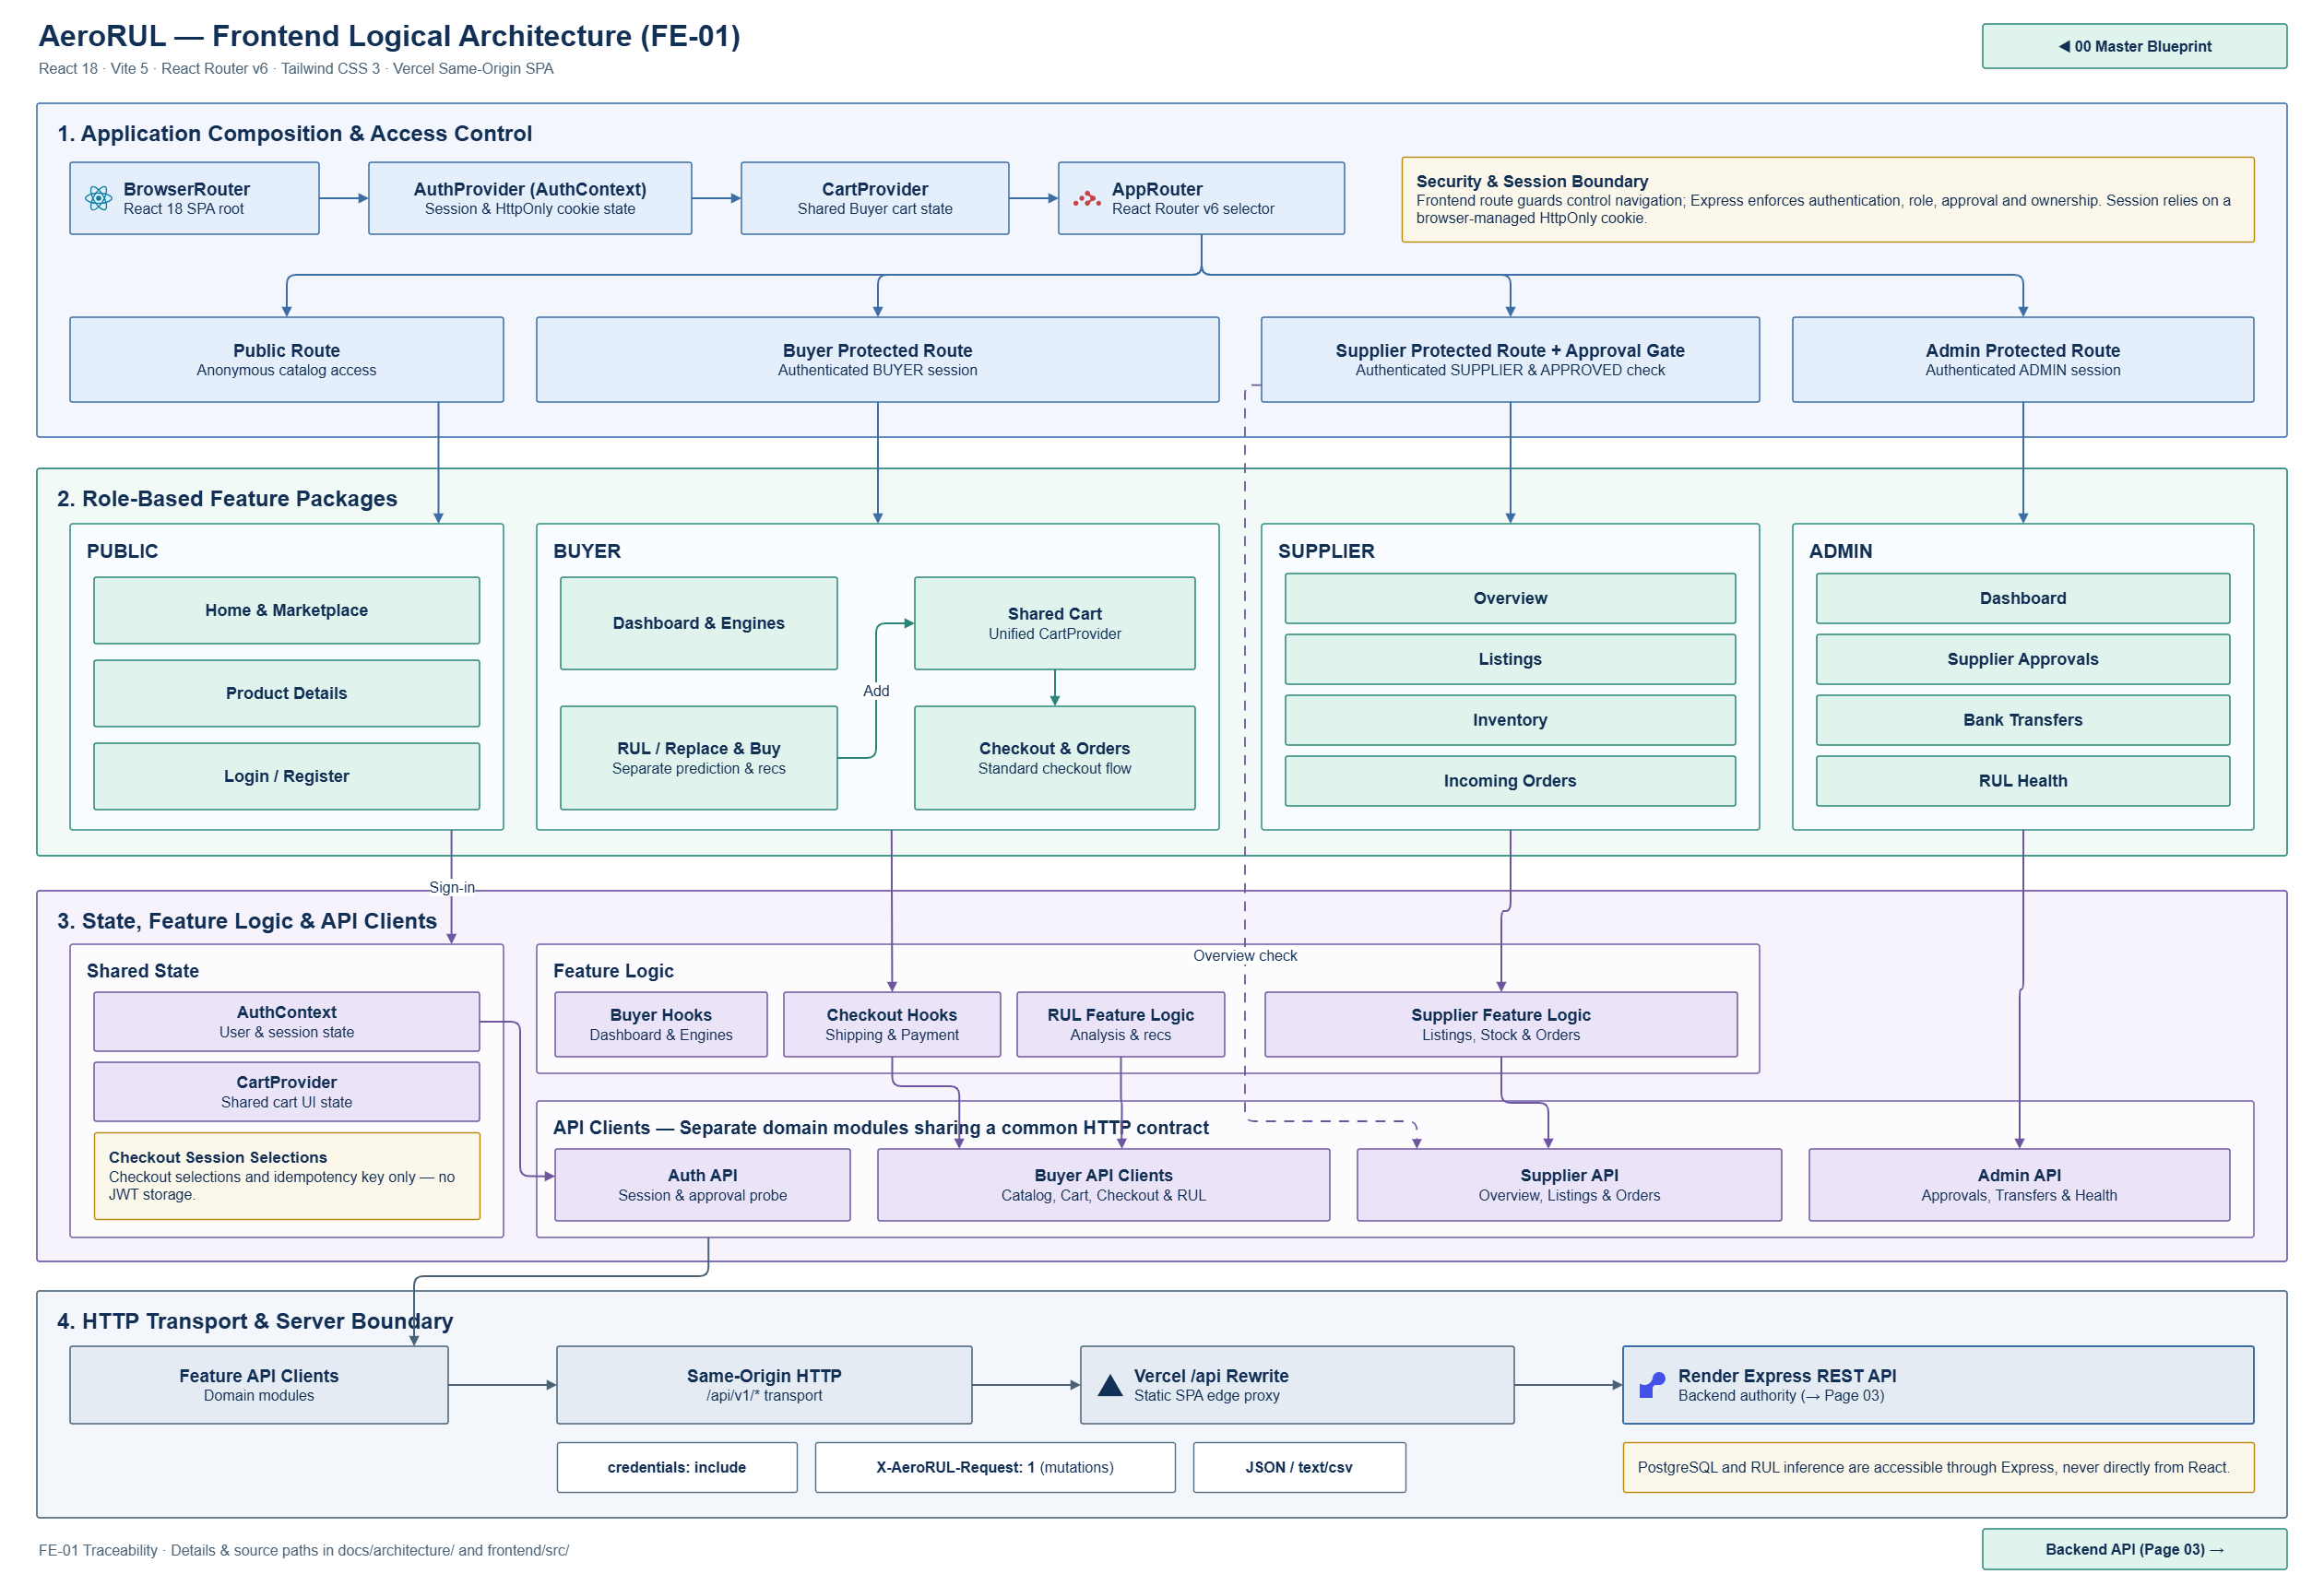 AeroRUL — Frontend Logical Architecture (FE-01)
React 18 · Vite 5 · React Router v6 · Tailwind CSS 3 · Vercel Same-Origin SPA
◀ 00 Master Blueprint
1. Application Composition & Access Control
BrowserRouter
React 18 SPA root
AuthProvider (AuthContext)
Session & HttpOnly cookie state
CartProvider
Shared Buyer cart state
AppRouter
React Router v6 selector
Security & Session Boundary
Frontend route guards control navigation; Express enforces authentication, role, approval and ownership. Session relies on a
browser-managed HttpOnly cookie.
Public Route
Anonymous catalog access
Buyer Protected Route
Authenticated BUYER session
Supplier Protected Route + Approval Gate
Authenticated SUPPLIER & APPROVED check
Admin Protected Route
Authenticated ADMIN session
2. Role-Based Feature Packages
PUBLIC
Home & Marketplace
Product Details
Login / Register
BUYER
Dashboard & Engines
Shared Cart
Unified CartProvider
Add
RUL / Replace & Buy
Separate prediction & recs
Checkout & Orders
Standard checkout flow
SUPPLIER
Overview
Listings
Inventory
Incoming Orders
ADMIN
Dashboard
Supplier Approvals
Bank Transfers
RUL Health
Sign-in
3. State, Feature Logic & API Clients
Shared State
AuthContext
User & session state
CartProvider
Shared cart UI state
Checkout Session Selections
Checkout selections and idempotency key only — no
JWT storage.
Feature Logic
Overview check
Buyer Hooks
Dashboard & Engines
Checkout Hooks
Shipping & Payment
RUL Feature Logic
Analysis & recs
Supplier Feature Logic
Listings, Stock & Orders
API Clients — Separate domain modules sharing a common HTTP contract
Auth API
Session & approval probe
Buyer API Clients
Catalog, Cart, Checkout & RUL
Supplier API
Overview, Listings & Orders
Admin API
Approvals, Transfers & Health
4. HTTP Transport & Server Boundary
Feature API Clients
Domain modules
Same-Origin HTTP
/api/v1/* transport
Vercel /api Rewrite
Static SPA edge proxy
Render Express REST API
Backend authority (→ Page 03)
credentials: include
X-AeroRUL-Request: 1 (mutations)
JSON / text/csv
PostgreSQL and RUL inference are accessible through Express, never directly from React.
FE-01 Traceability · Details & source paths in docs/architecture/ and frontend/src/
Backend API (Page 03) →